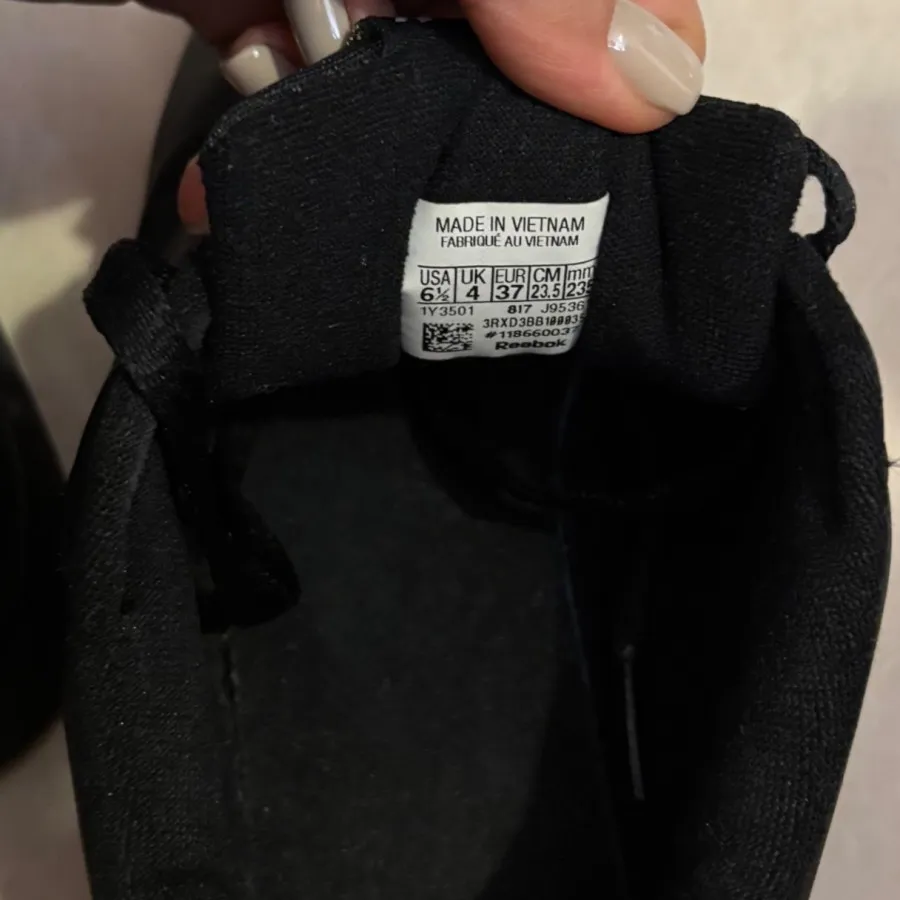 MADE IN VIETNAM
FABRIQUÉ AU VIETNAM
USA UK EUR CM mm
6½ 4 37 23,5 235
1Y3501 817 J9536
Reebok